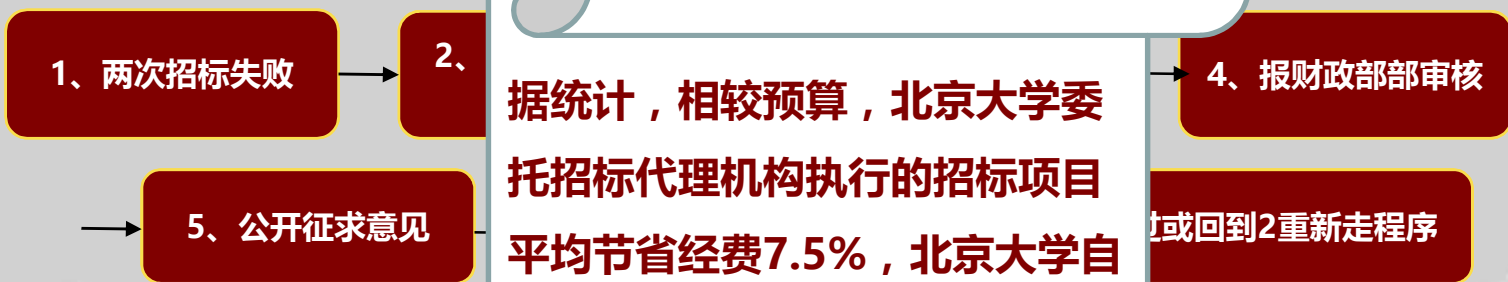 1、两次招标失败
2、
4、报财政部部审核
据统计，相较预算，北京大学委
托招标代理机构执行的招标项目
平均节省经费7.5%，北京大学自
5、公开征求意见
过或回到2重新走程序